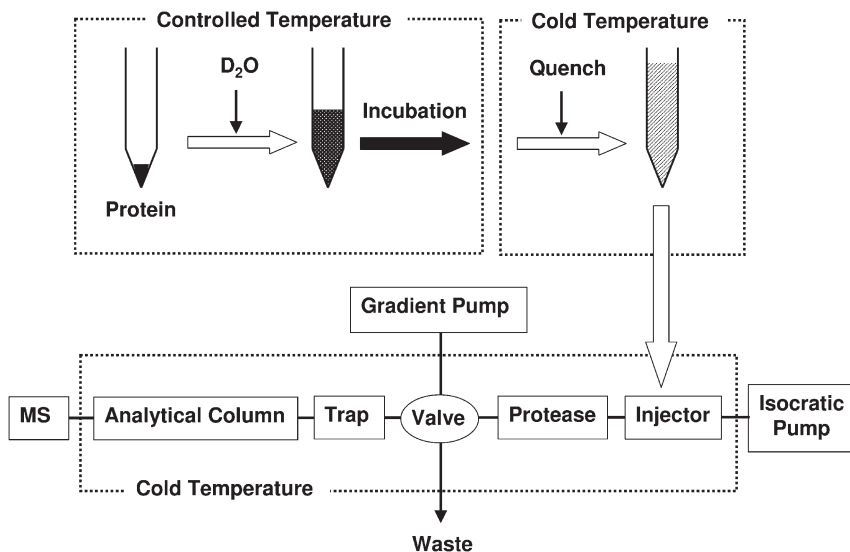 Controlled Temperature
Cold Temperature
D₂O
Quench
Incubation
Protein
Gradient Pump
MS
Analytical Column
Trap
Valve
Protease
Injector
Isocratic
Pump
Cold Temperature
Waste